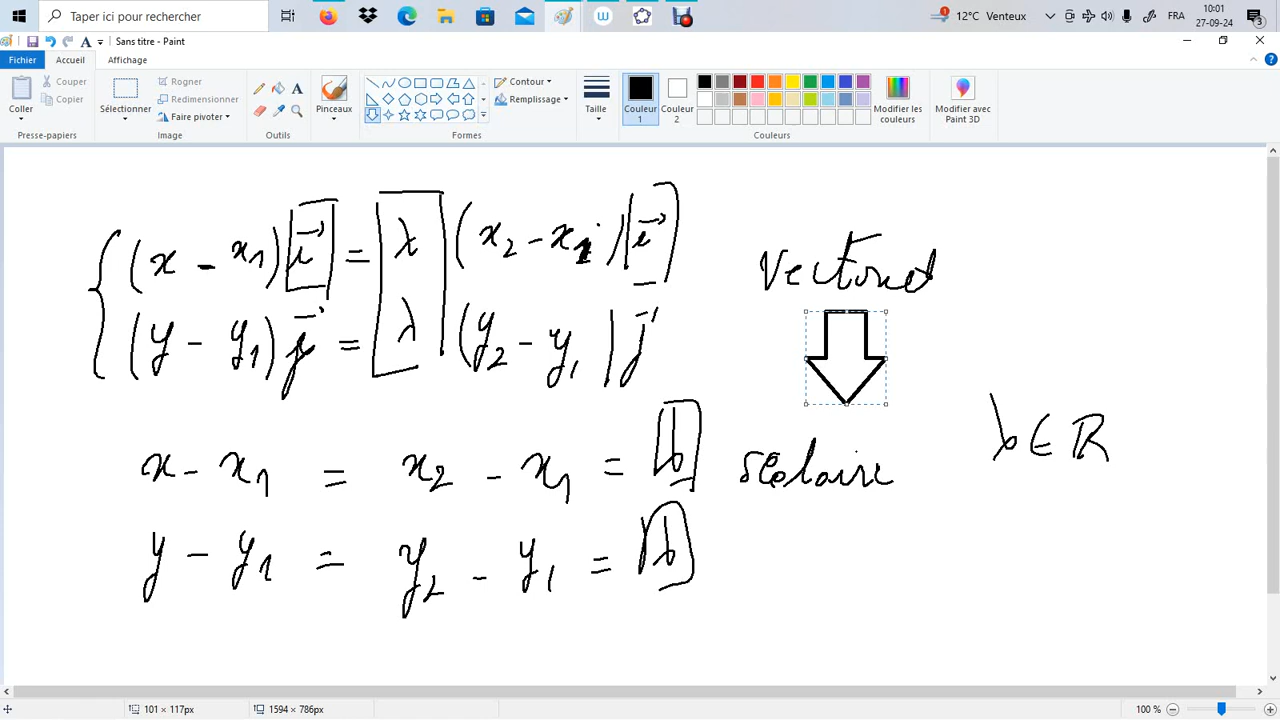 Taper ici pour rechercher
12°C Venteux
FRA
10:01
27-09-24
3
Sans titre - Paint
Fichier
Accueil
Affichage
Coller
Couper
Copier
Presse-papiers
Sélectionner
Rogner
Redimensionner
Faire pivoter
Image
Outils
Pinceaux
Formes
Contour
Remplissage
Taille
Couleur 1
Couleur 2
Modifier les couleurs
Couleurs
Modifier avec Paint 3D
(x - x1) i⃗ = λ (x2 - x1) i⃗
(y - y1) j⃗ = λ (y2 - y1) j⃗
Vectoriel
x - x1 = x2 - x1 =
scalaire
∈ R
y - y1 = y2 - y1 =
101 × 117px
1594 × 786px
100 %